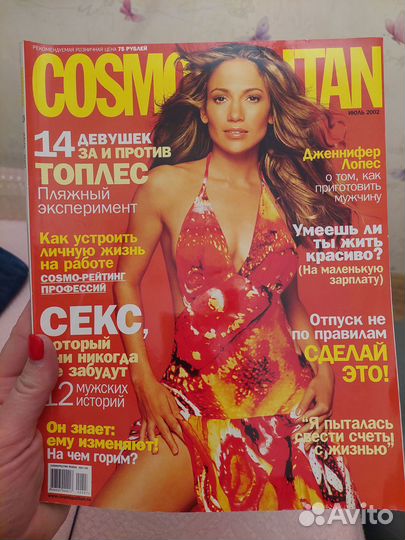 РЕКОМЕНДУЕМАЯ РОЗНИЧНАЯ ЦЕНА 75 РУБЛЕЙ
COSMO ITAN
ИЮЛЬ 2002
14 ДЕВУШЕК
ЗА И ПРОТИВ
ТОПЛЕС
Пляжный
эксперимент
Дженнифер
Лопес
о том, как
приготовить
мужчину
Как устроить
личную жизнь
на работе
COSMO-РЕЙТИНГ
ПРОФЕССИЙ
Умеешь ли
ты жить
красиво?
(На маленькую
зарплату)
СЕКС,
который
они никогда
не забудут
12 мужских
историй
Отпуск не
по правилам
СДЕЛАЙ
ЭТО!
Он знает:
ему изменяют!
На чем горим?
"Я пыталась
свести счеты
с жизнью"
Avito